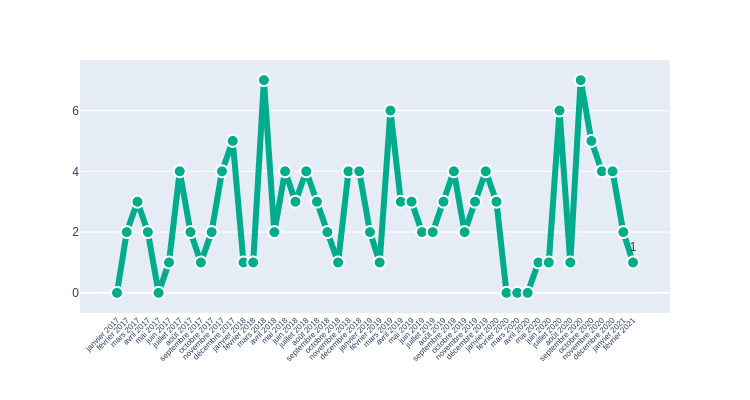 6
4
2
0
1
janvier 2017
février 2017
mars 2017
avril 2017
mai 2017
juin 2017
juillet 2017
août 2017
septembre 2017
octobre 2017
novembre 2017
décembre 2017
janvier 2018
février 2018
mars 2018
avril 2018
mai 2018
juin 2018
juillet 2018
août 2018
septembre 2018
octobre 2018
novembre 2018
décembre 2018
janvier 2019
février 2019
mars 2019
avril 2019
mai 2019
juin 2019
juillet 2019
août 2019
septembre 2019
octobre 2019
novembre 2019
décembre 2019
janvier 2020
février 2020
mars 2020
avril 2020
mai 2020
juin 2020
juillet 2020
août 2020
septembre 2020
octobre 2020
novembre 2020
décembre 2020
janvier 2021
février 2021